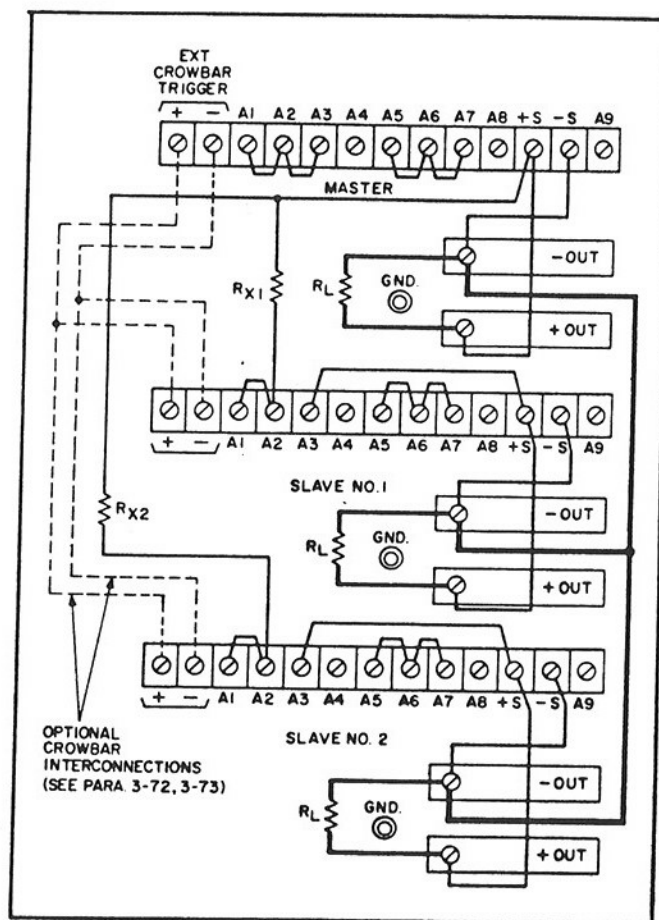 EXT
CROWBAR
TRIGGER
+ − A1 A2 A3 A4 A5 A6 A7 A8 +S −S A9
MASTER
−OUT
RX1 RL GND.
+OUT
+ − A1 A2 A3 A4 A5 A6 A7 A8 +S −S A9
SLAVE NO.1
RX2
−OUT
RL GND.
+OUT
+ − A1 A2 A3 A4 A5 A6 A7 A8 +S −S A9
OPTIONAL
CROWBAR
INTERCONNECTIONS
(SEE PARA. 3-72, 3-73)
SLAVE NO. 2
−OUT
RL GND.
+OUT